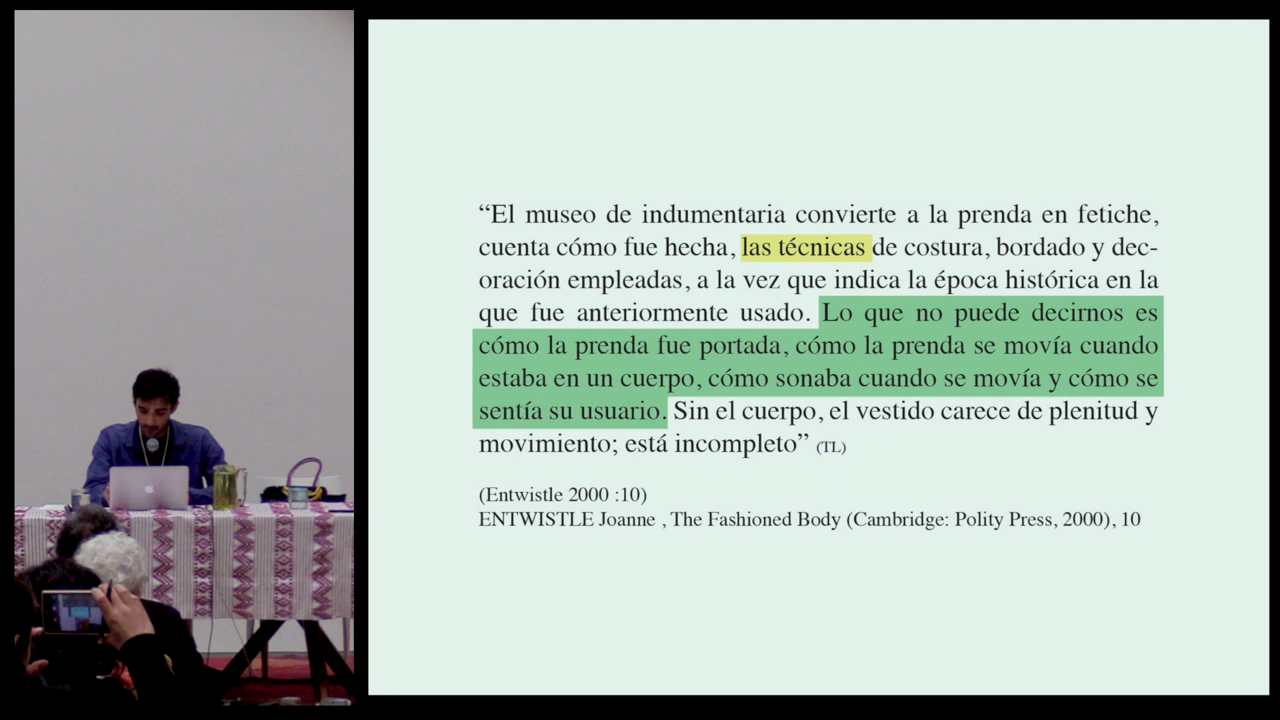 “El museo de indumentaria convierte a la prenda en fetiche,
cuenta cómo fue hecha, las técnicas de costura, bordado y dec-
oración empleadas, a la vez que indica la época histórica en la
que fue anteriormente usado. Lo que no puede decirnos es
cómo la prenda fue portada, cómo la prenda se movía cuando
estaba en un cuerpo, cómo sonaba cuando se movía y cómo se
sentía su usuario. Sin el cuerpo, el vestido carece de plenitud y
movimiento; está incompleto” (TL)
(Entwistle 2000 :10)
ENTWISTLE Joanne , The Fashioned Body (Cambridge: Polity Press, 2000), 10